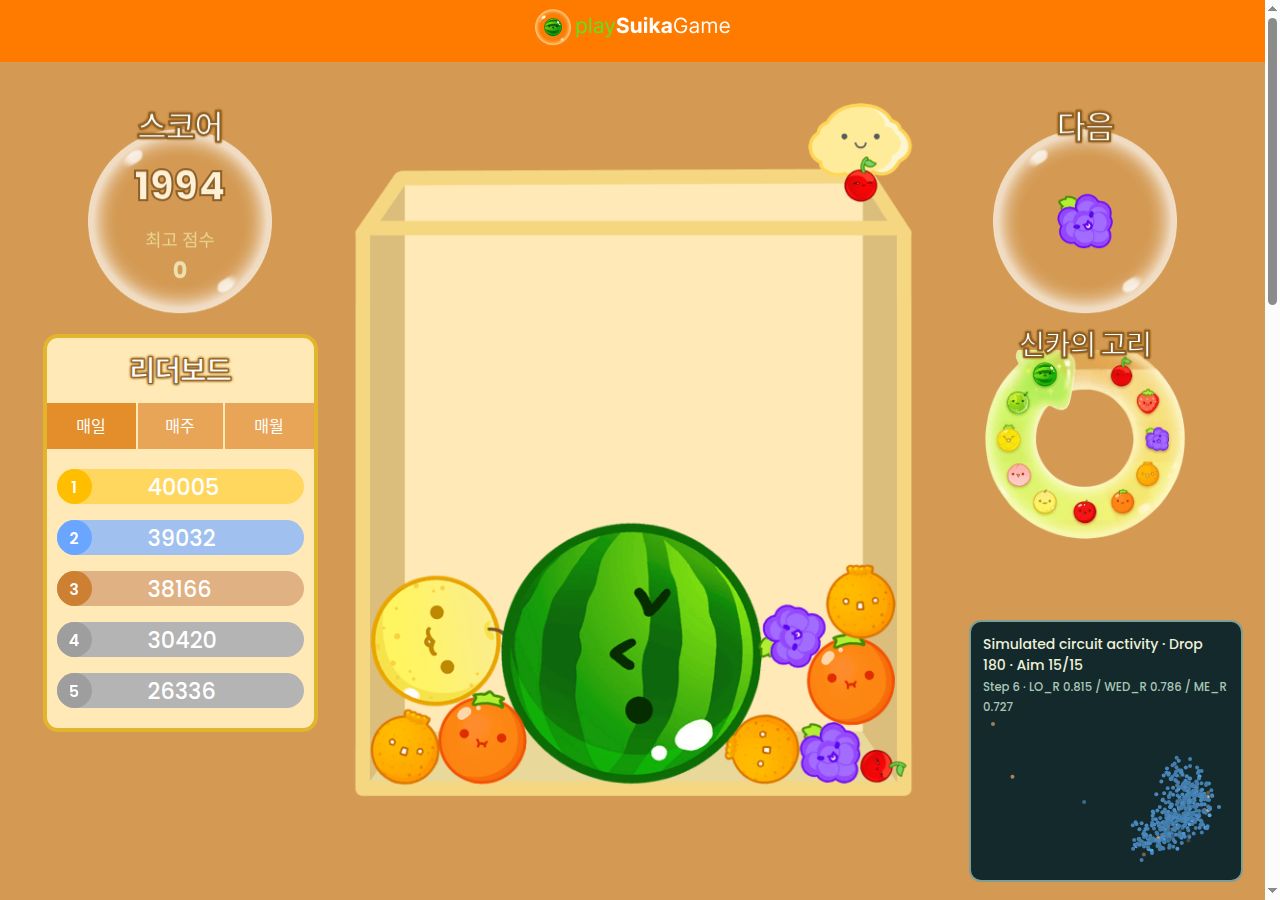 playSuikaGame
스코어
1994
최고 점수
0
리더보드
매일 매주 매월
1 40005
2 39032
3 38166
4 30420
5 26336
다음
신카의 고리
Simulated circuit activity · Drop
180 · Aim 15/15
Step 6 · LO_R 0.815 / WED_R 0.786 / ME_R
0.727